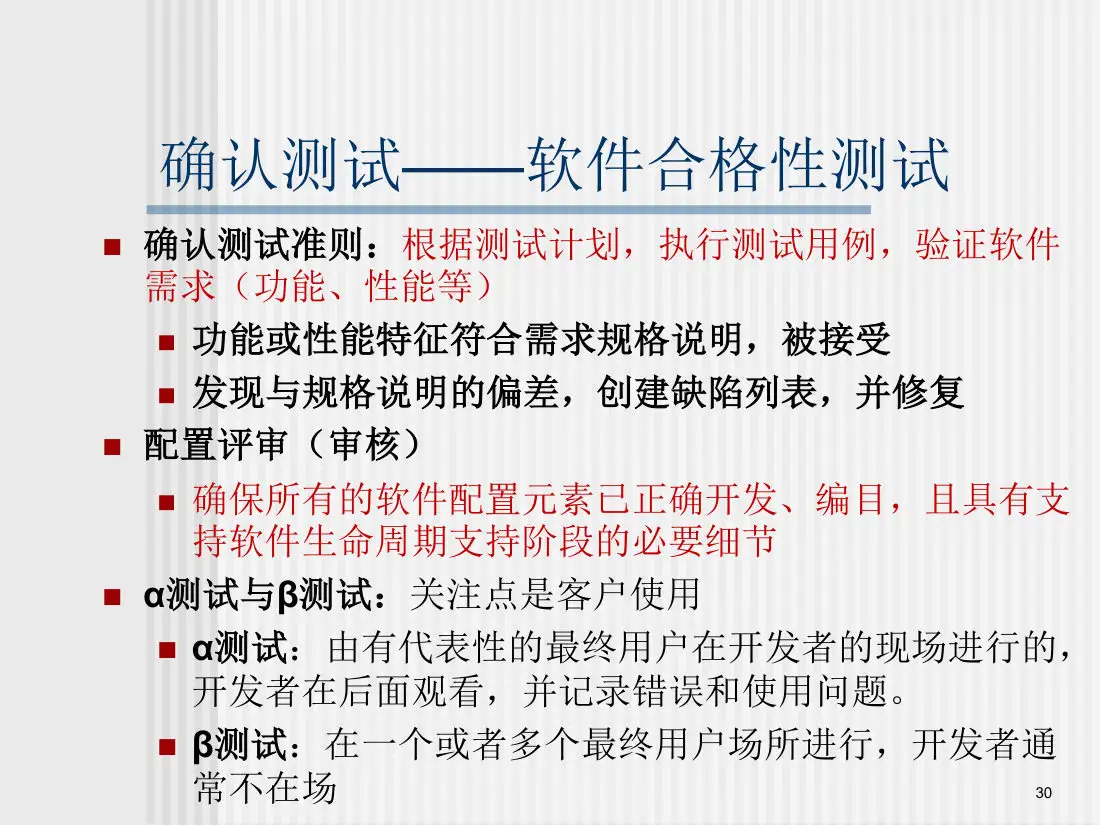 确认测试——软件合格性测试
确认测试准则：根据测试计划，执行测试用例，验证软件
需求（功能、性能等）
功能或性能特征符合需求规格说明，被接受
发现与规格说明的偏差，创建缺陷列表，并修复
配置评审（审核）
确保所有的软件配置元素已正确开发、编目，且具有支
持软件生命周期支持阶段的必要细节
α测试与β测试：关注点是客户使用
α测试：由有代表性的最终用户在开发者的现场进行的，
开发者在后面观看，并记录错误和使用问题。
β测试：在一个或者多个最终用户场所进行，开发者通
常不在场
30